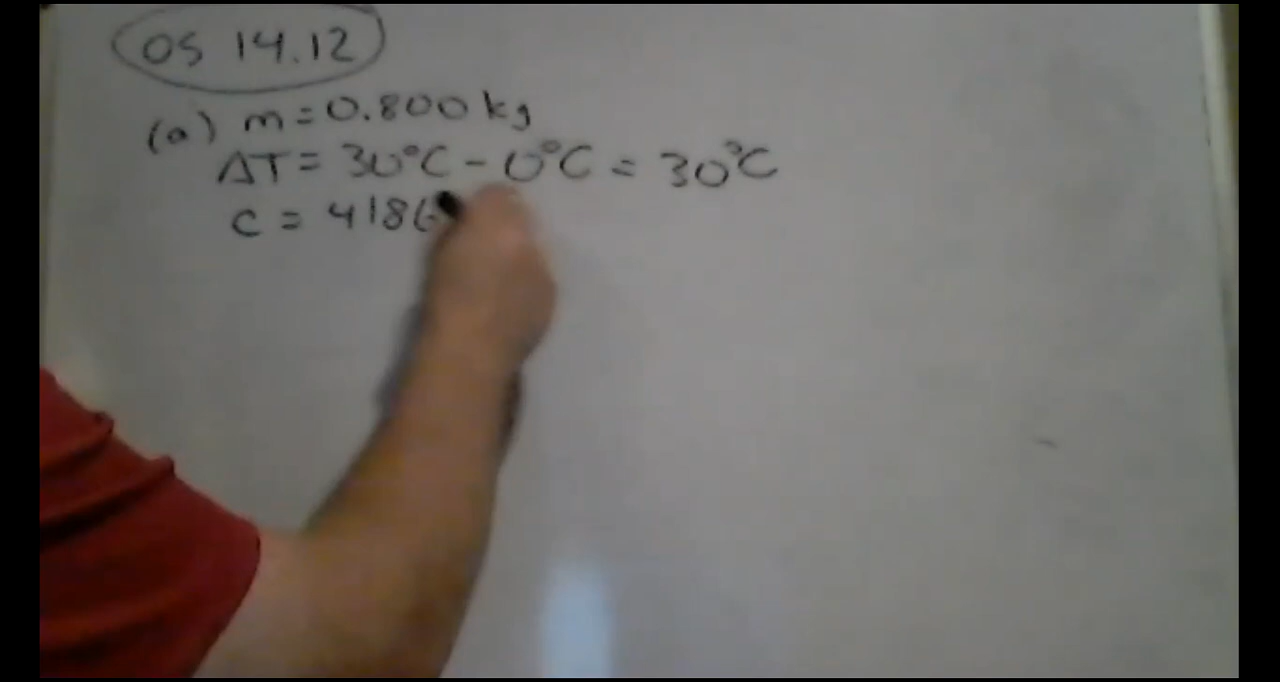 OS 14.12
(a) m = 0.800 kg
ΔT = 30°C - 0°C = 30°C
c = 4186